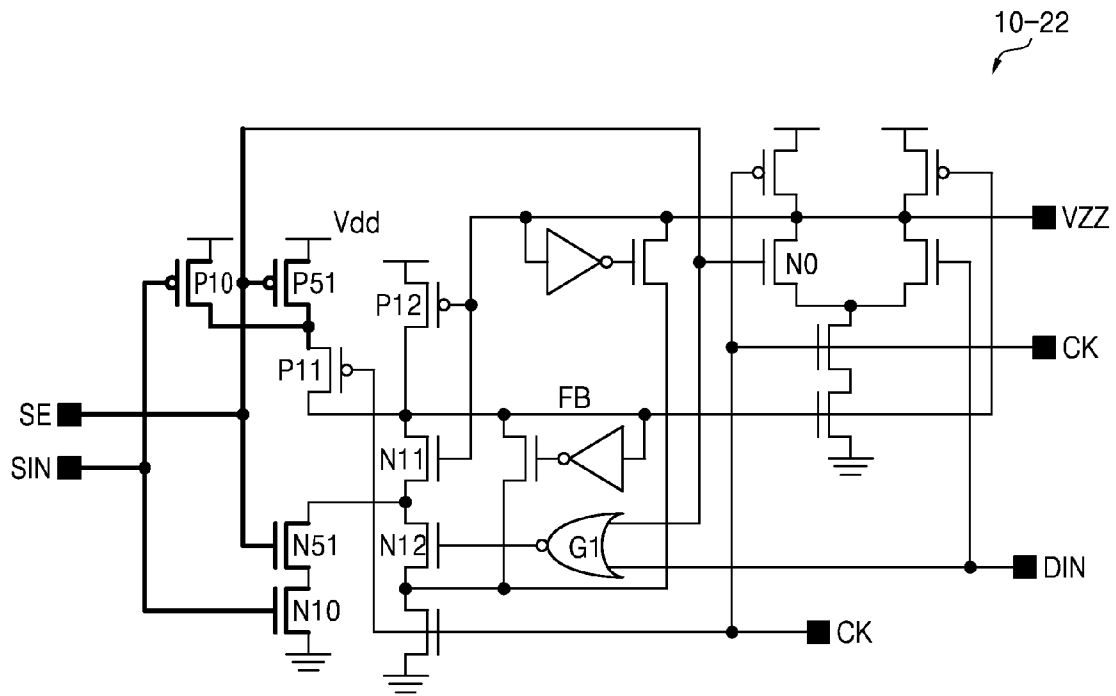 10-22
VZZ
Vdd
P10
P51
P12
N0
CK
P11
FB
SE
SIN
N11
N51
N12
G1
DIN
N10
CK